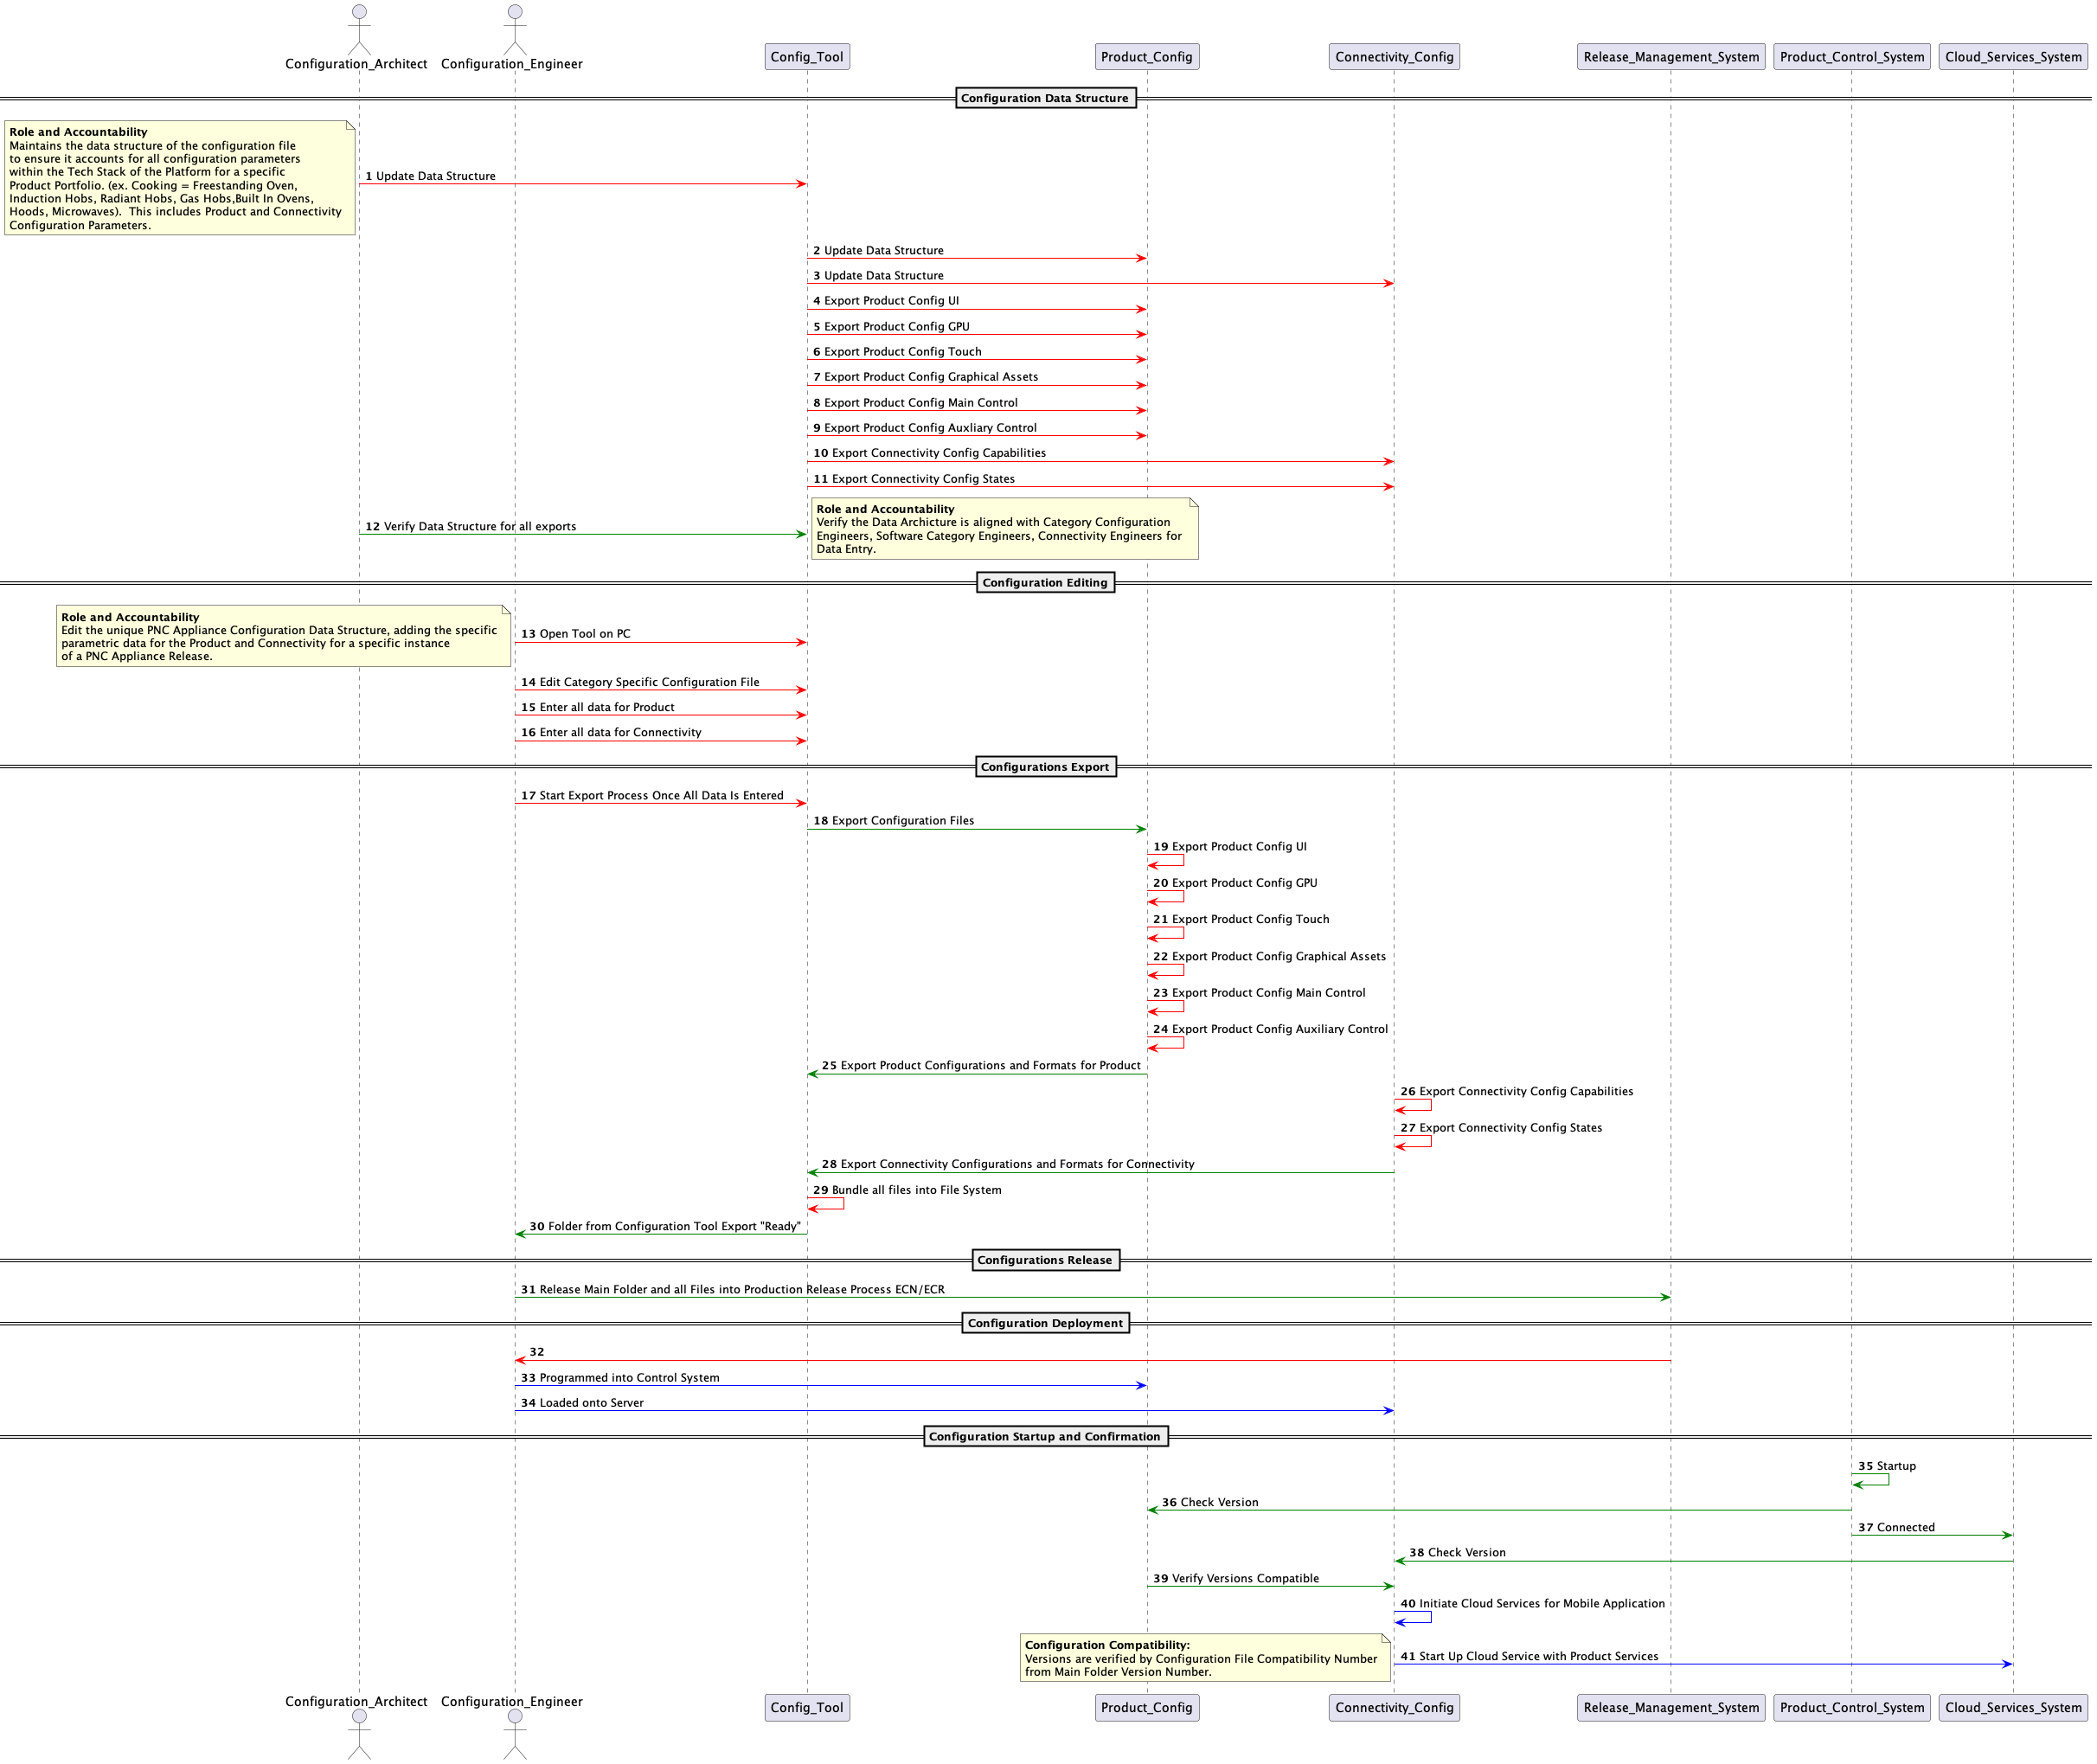 Configuration_Architect
Configuration_Engineer
Config_Tool
Product_Config
Connectivity_Config
Release_Management_System
Product_Control_System
Cloud_Services_System
Configuration Data Structure
Role and Accountability
Maintains the data structure of the configuration file
to ensure it accounts for all configuration parameters
within the Tech Stack of the Platform for a specific
Product Portfolio. (ex. Cooking = Freestanding Oven,
Induction Hobs, Radiant Hobs, Gas Hobs,Built In Ovens,
Hoods, Microwaves).  This includes Product and Connectivity
Configuration Parameters.
1 Update Data Structure
2 Update Data Structure
3 Update Data Structure
4 Export Product Config UI
5 Export Product Config GPU
6 Export Product Config Touch
7 Export Product Config Graphical Assets
8 Export Product Config Main Control
9 Export Product Config Auxliary Control
10 Export Connectivity Config Capabilities
11 Export Connectivity Config States
12 Verify Data Structure for all exports
Role and Accountability
Verify the Data Archicture is aligned with Category Configuration
Engineers, Software Category Engineers, Connectivity Engineers for
Data Entry.
Configuration Editing
Role and Accountability
Edit the unique PNC Appliance Configuration Data Structure, adding the specific
parametric data for the Product and Connectivity for a specific instance
of a PNC Appliance Release.
13 Open Tool on PC
14 Edit Category Specific Configuration File
15 Enter all data for Product
16 Enter all data for Connectivity
Configurations Export
17 Start Export Process Once All Data Is Entered
18 Export Configuration Files
19 Export Product Config UI
20 Export Product Config GPU
21 Export Product Config Touch
22 Export Product Config Graphical Assets
23 Export Product Config Main Control
24 Export Product Config Auxiliary Control
25 Export Product Configurations and Formats for Product
26 Export Connectivity Config Capabilities
27 Export Connectivity Config States
28 Export Connectivity Configurations and Formats for Connectivity
29 Bundle all files into File System
30 Folder from Configuration Tool Export "Ready"
Configurations Release
31 Release Main Folder and all Files into Production Release Process ECN/ECR
Configuration Deployment
32
33 Programmed into Control System
34 Loaded onto Server
Configuration Startup and Confirmation
35 Startup
36 Check Version
37 Connected
38 Check Version
39 Verify Versions Compatible
40 Initiate Cloud Services for Mobile Application
Configuration Compatibility:
Versions are verified by Configuration File Compatibility Number
from Main Folder Version Number.
41 Start Up Cloud Service with Product Services
Configuration_Architect
Configuration_Engineer
Config_Tool
Product_Config
Connectivity_Config
Release_Management_System
Product_Control_System
Cloud_Services_System